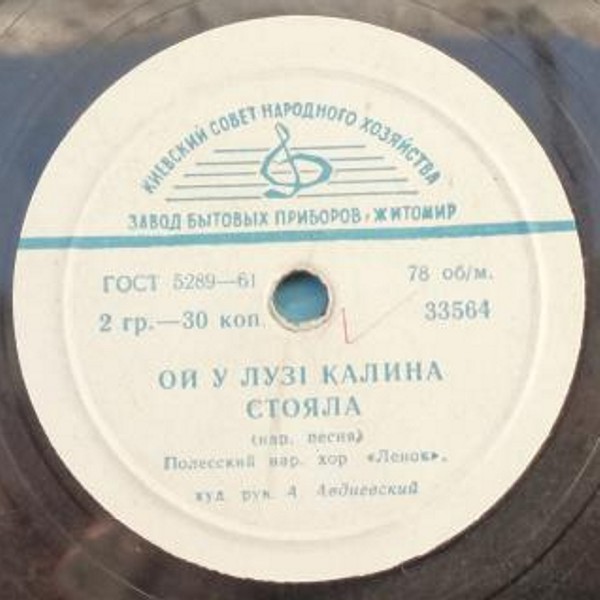 КИЕВСКИЙ СОВЕТ НАРОДНОГО ХОЗЯЙСТВА
ЗАВОД БЫТОВЫХ ПРИБОРОВ, ЖИТОМИР
ГОСТ 5289—61
78 об/м.
2 гр.—30 коп.
33564
ОЙ У ЛУЗІ КАЛИНА
СТОЯЛА
(нар. песня)
Полесский нар. хор «Ленок».
худ. рук. А Авдиевский